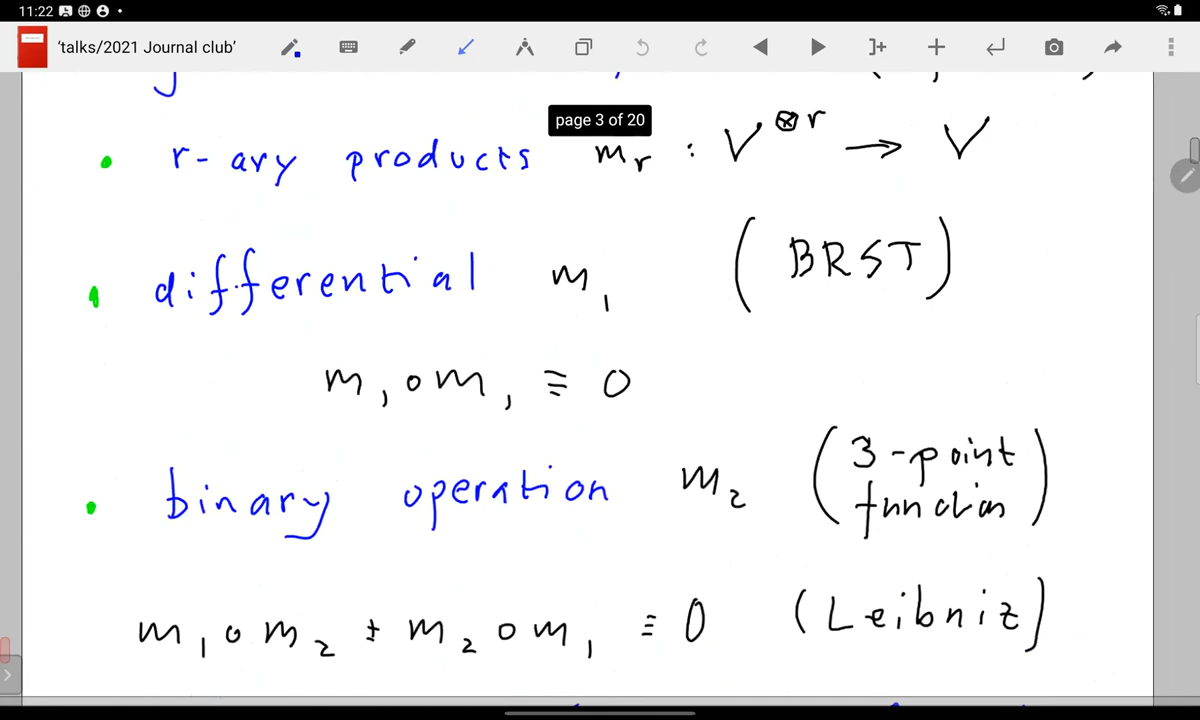 11:22
'talks/2021 Journal club'
page 3 of 20
• r-ary products m_r : V^{⊗r} → V
• differential m_1 (BRST)
m_1 ∘ m_1 ≡ 0
• binary operation m_2 (3-point function)
m_1 ∘ m_2 ± m_2 ∘ m_1 ≡ 0 (Leibniz)